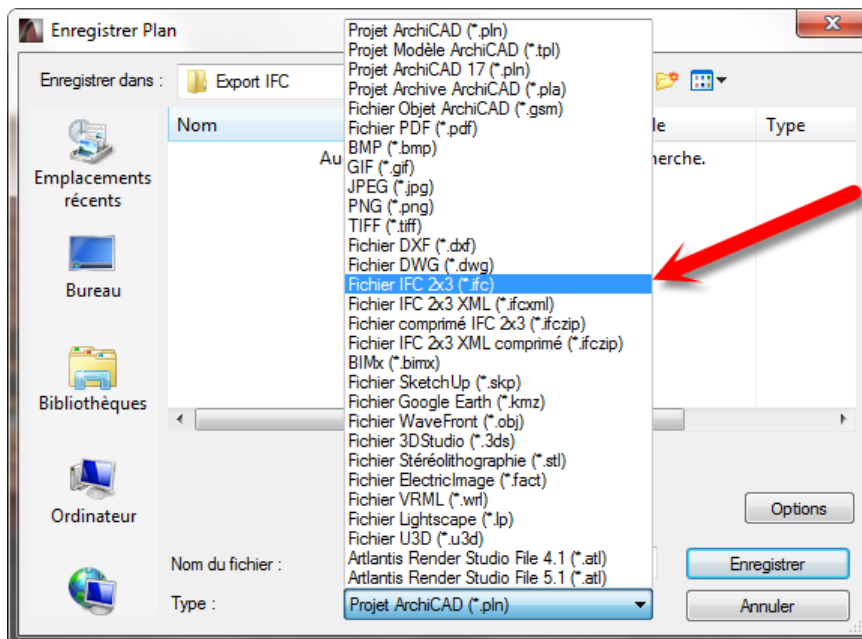 Enregistrer Plan
Enregistrer dans :
Export IFC
Nom
Type
Emplacements
récents
Bureau
Bibliothèques
Ordinateur
Projet ArchiCAD (*.pln)
Projet Modèle ArchiCAD (*.tpl)
Projet ArchiCAD 17 (*.pln)
Projet Archive ArchiCAD (*.pla)
Fichier Objet ArchiCAD (*.gsm)
Fichier PDF (*.pdf)
BMP (*.bmp)
GIF (*.gif)
JPEG (*.jpg)
PNG (*.png)
TIFF (*.tiff)
Fichier DXF (*.dxf)
Fichier DWG (*.dwg)
Fichier IFC 2x3 (*.ifc)
Fichier IFC 2x3 XML (*.ifcxml)
Fichier comprimé IFC 2x3 (*.ifczip)
Fichier IFC 2x3 XML comprimé (*.ifczip)
BIMx (*.bimx)
Fichier SketchUp (*.skp)
Fichier Google Earth (*.kmz)
Fichier WaveFront (*.obj)
Fichier 3DStudio (*.3ds)
Fichier Stéréolithographie (*.stl)
Fichier ElectricImage (*.fact)
Fichier VRML (*.wrl)
Fichier Lightscape (*.lp)
Fichier U3D (*.u3d)
Artlantis Render Studio File 4.1 (*.atl)
Artlantis Render Studio File 5.1 (*.atl)
Options
Nom du fichier :
Enregistrer
Type :
Projet ArchiCAD (*.pln)
Annuler